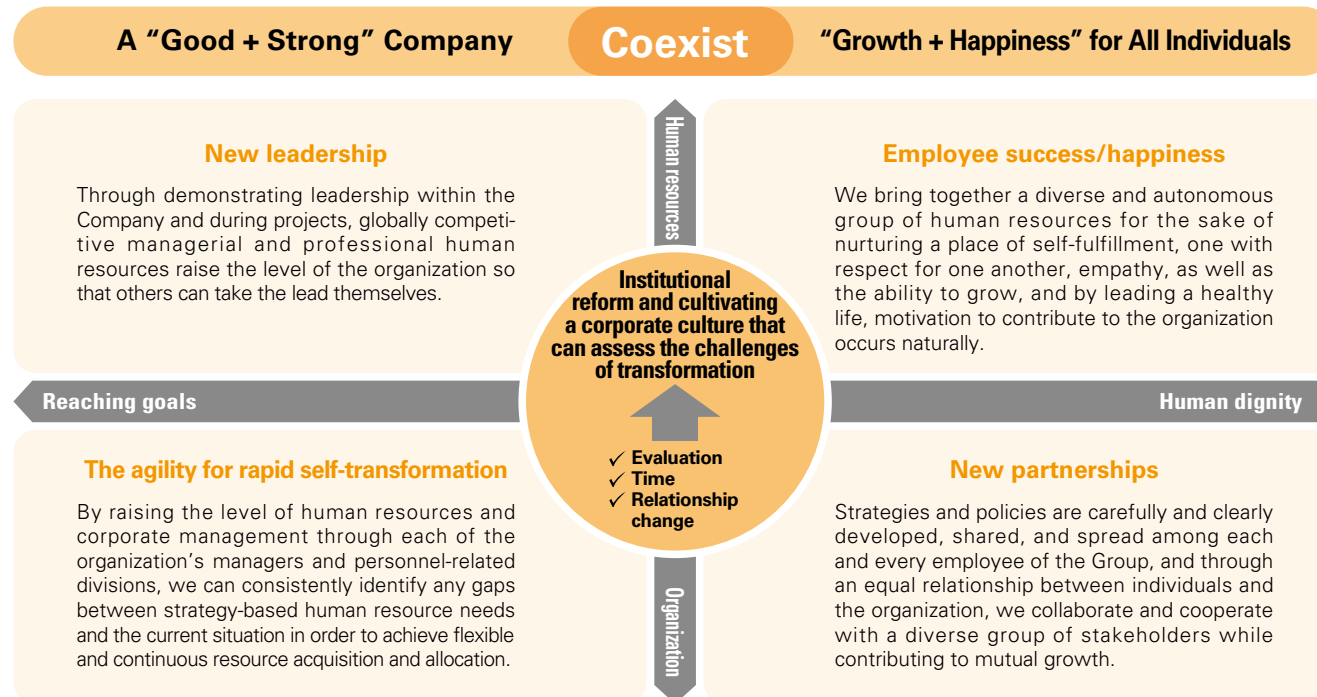 A “Good + Strong” Company
Coexist
“Growth + Happiness” for All Individuals
Human resources
New leadership
Through demonstrating leadership within the
Company and during projects, globally competi-
tive managerial and professional human
resources raise the level of the organization so
that others can take the lead themselves.
Employee success/happiness
We bring together a diverse and autonomous
group of human resources for the sake of
nurturing a place of self-fulfillment, one with
respect for one another, empathy, as well as
the ability to grow, and by leading a healthy
life, motivation to contribute to the organization
occurs naturally.
Institutional
reform and cultivating
a corporate culture that
can assess the challenges
of transformation
✓ Evaluation
✓ Time
✓ Relationship
change
Reaching goals
Human dignity
The agility for rapid self-transformation
By raising the level of human resources and
corporate management through each of the
organization’s managers and personnel-related
divisions, we can consistently identify any gaps
between strategy-based human resource needs
and the current situation in order to achieve flexible
and continuous resource acquisition and allocation.
New partnerships
Strategies and policies are carefully and clearly
developed, shared, and spread among each
and every employee of the Group, and through
an equal relationship between individuals and
the organization, we collaborate and cooperate
with a diverse group of stakeholders while
contributing to mutual growth.
Organization